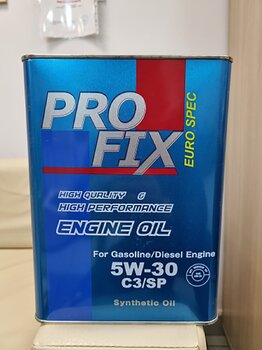 PRO
FIX
EURO SPEC
HIGH QUALITY &
HIGH PERFORMANCE
ENGINE OIL
For Gasoline/Diesel Engine
5W-30
C3/SP
Synthetic Oil